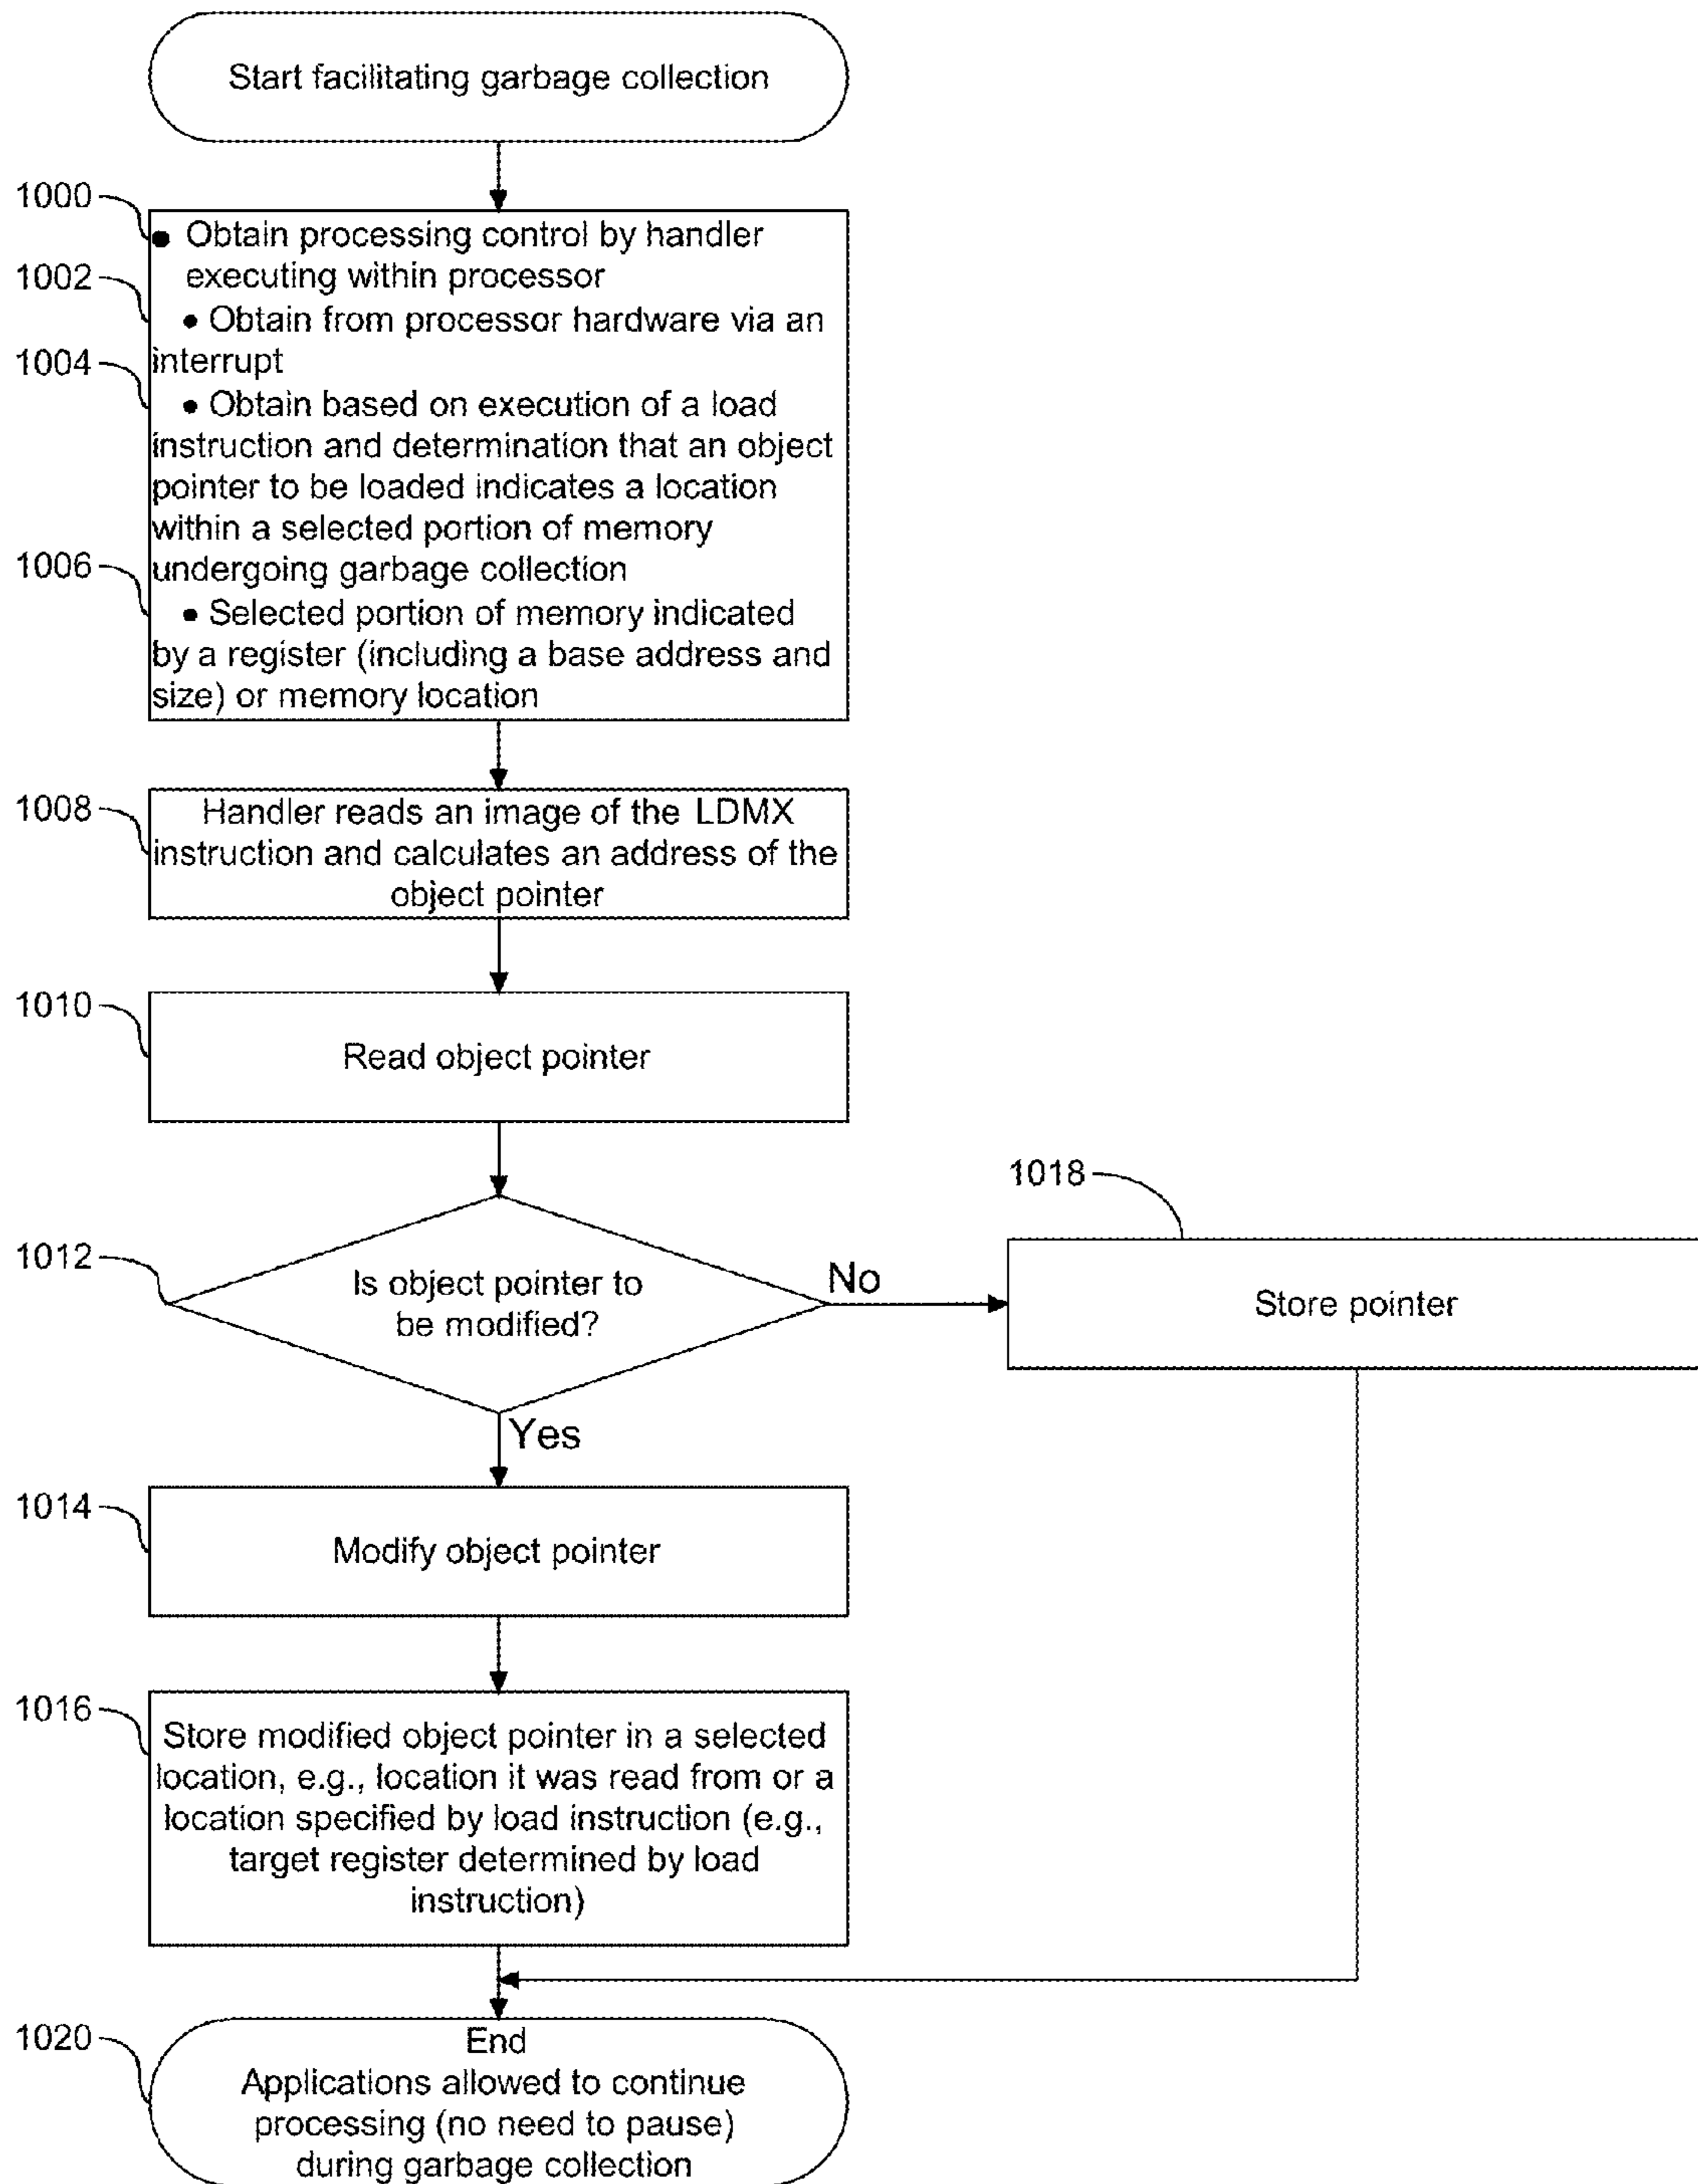 Start facilitating garbage collection
1000
● Obtain processing control by handler
executing within processor
1002
● Obtain from processor hardware via an
interrupt
1004
● Obtain based on execution of a load
instruction and determination that an object
pointer to be loaded indicates a location
within a selected portion of memory
undergoing garbage collection
1006
● Selected portion of memory indicated
by a register (including a base address and
size) or memory location
1008
Handler reads an image of the LDMX
instruction and calculates an address of the
object pointer
1010
Read object pointer
1012
Is object pointer to
be modified?
No
1018
Store pointer
Yes
1014
Modify object pointer
1016
Store modified object pointer in a selected
location, e.g., location it was read from or a
location specified by load instruction (e.g.,
target register determined by load
instruction)
1020
End
Applications allowed to continue
processing (no need to pause)
during garbage collection